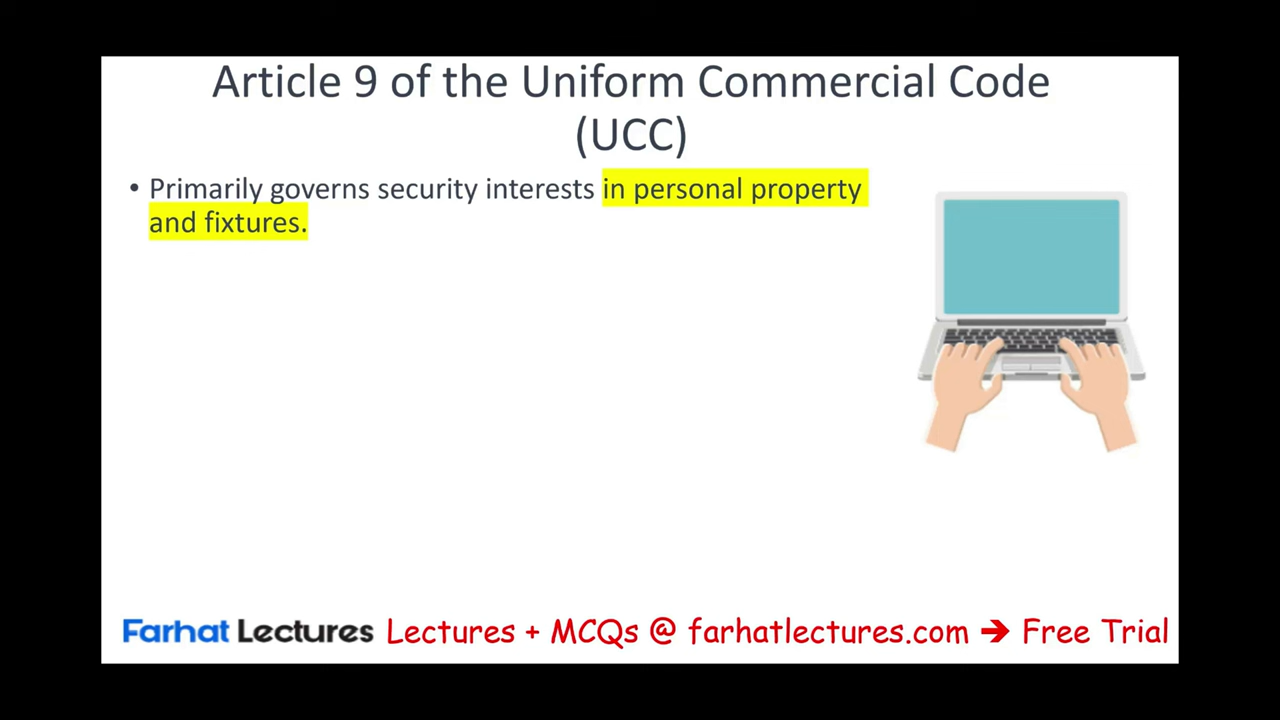 Article 9 of the Uniform Commercial Code
(UCC)
• Primarily governs security interests in personal property
and fixtures.
Farhat Lectures Lectures + MCQs @ farhatlectures.com → Free Trial